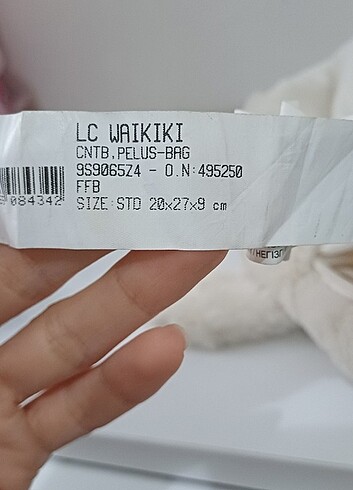 LC WAIKIKI
CNTB.PELUS-BAG
9S9065Z4 - O.N:495250
FFB
084342
SIZE:STD 20x27x9 cm